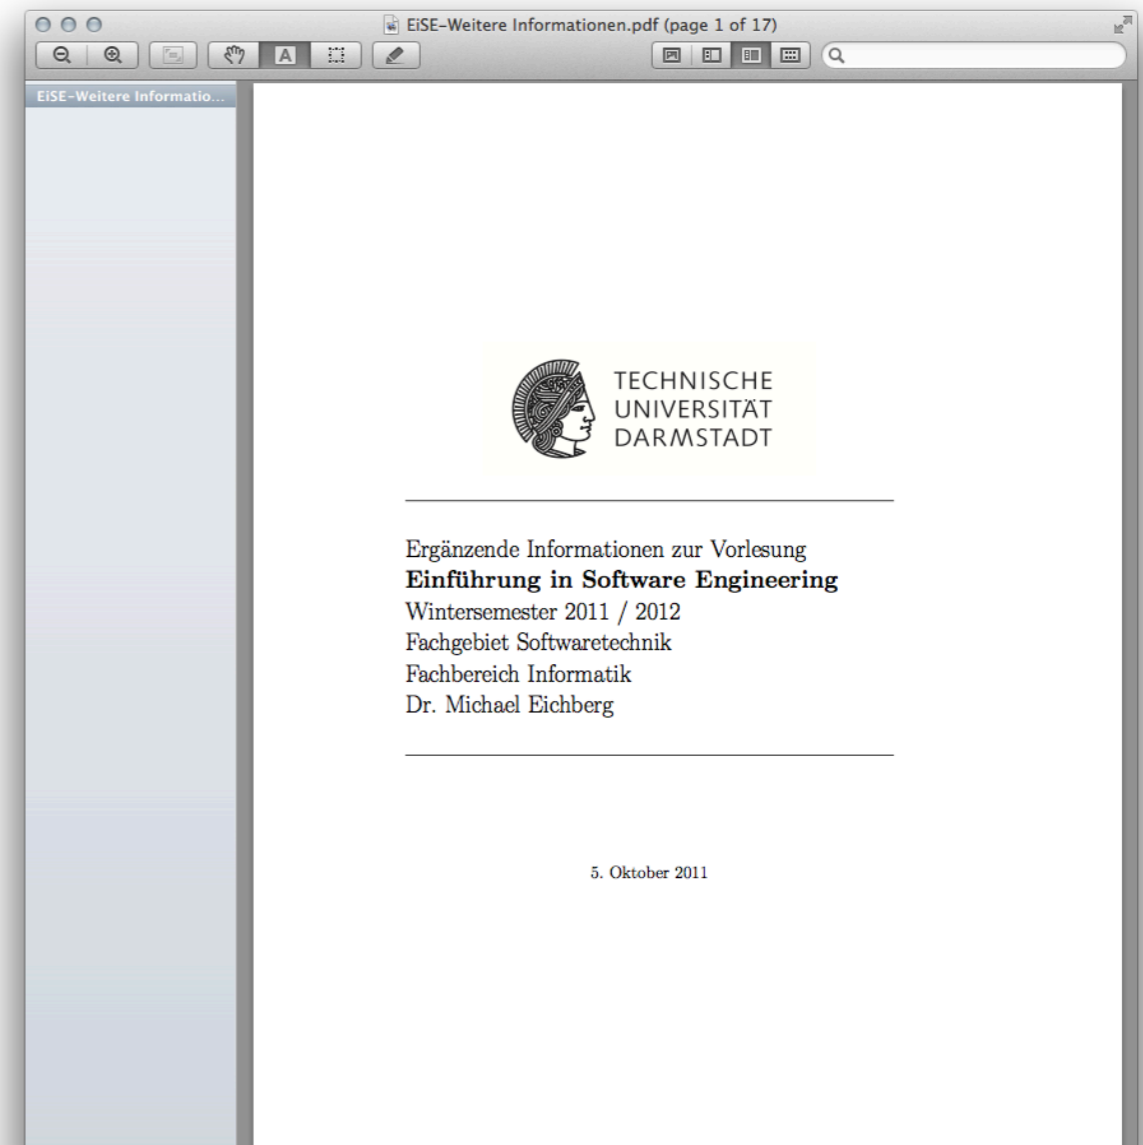 EiSE-Weitere Informationen.pdf (page 1 of 17)
A
EiSE-Weitere Informatio...
TECHNISCHE
UNIVERSITÄT
DARMSTADT
Ergänzende Informationen zur Vorlesung
Einführung in Software Engineering
Wintersemester 2011 / 2012
Fachgebiet Softwaretechnik
Fachbereich Informatik
Dr. Michael Eichberg
5. Oktober 2011